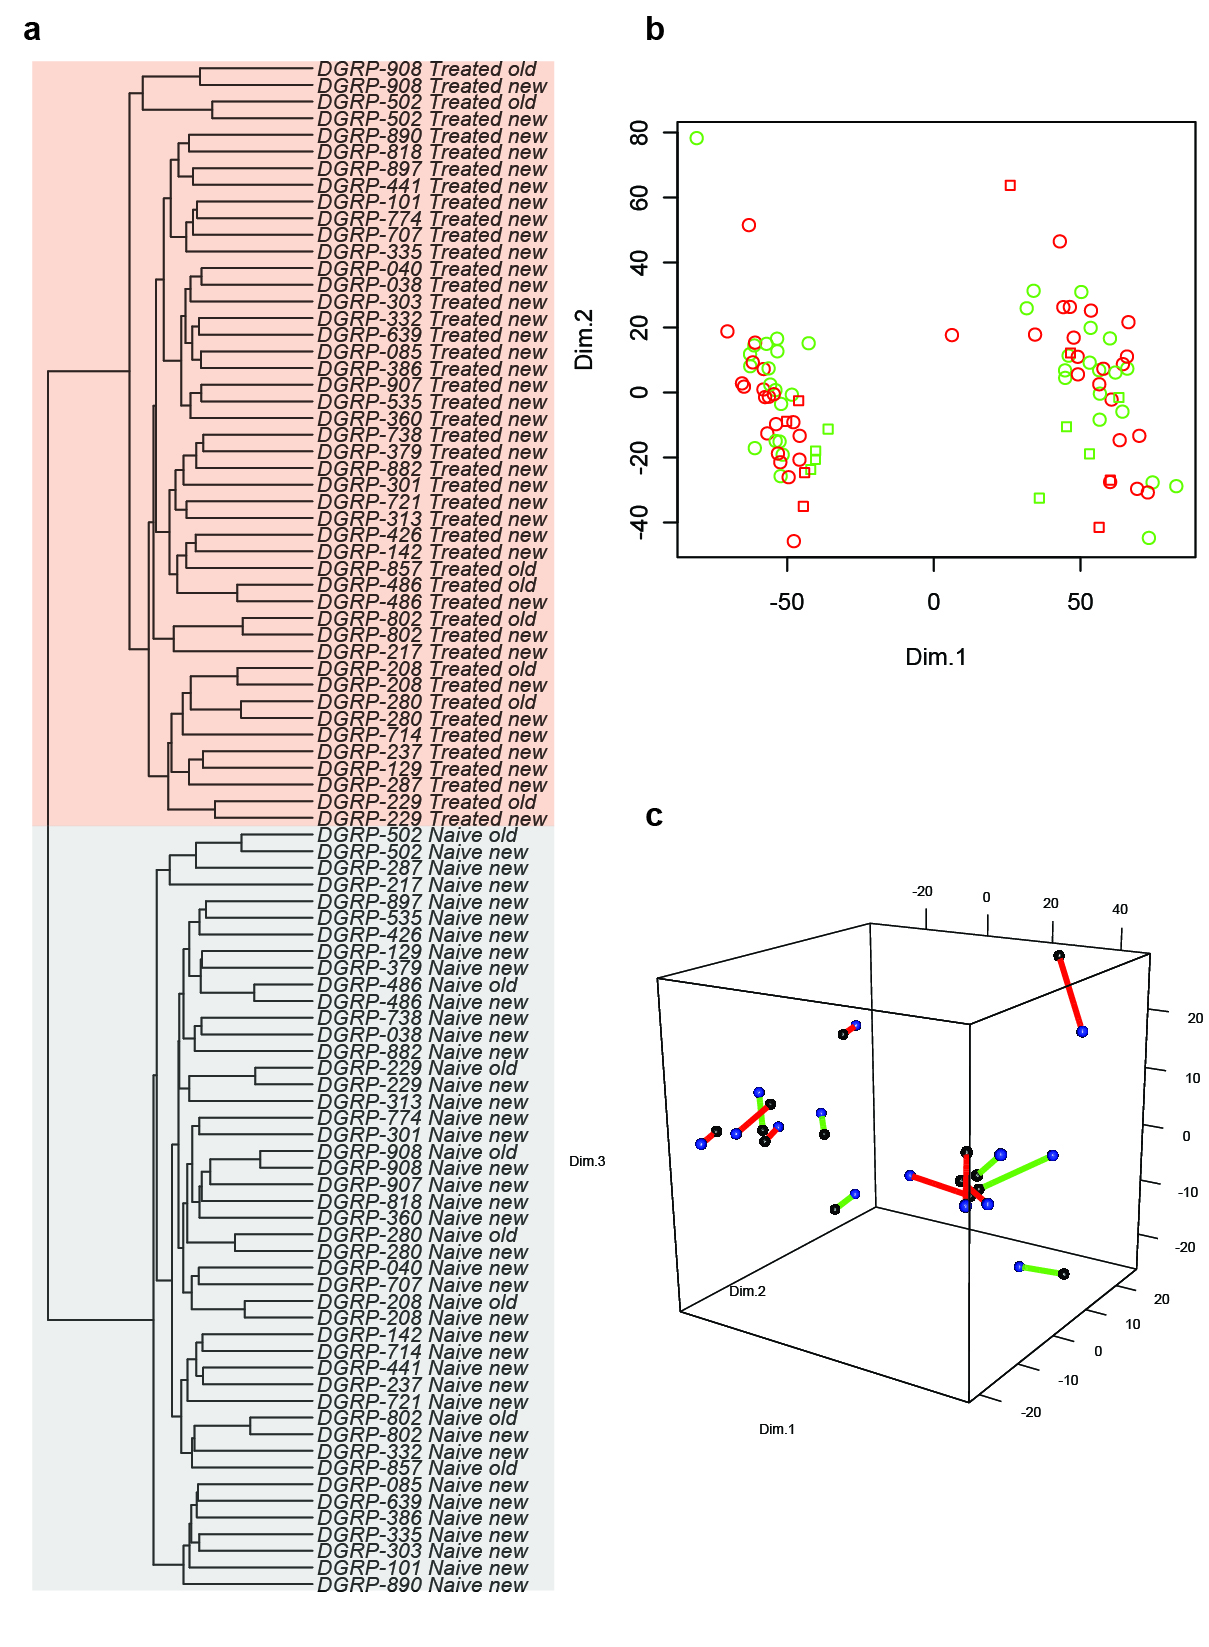 a
DGRP-908 Treated old
DGRP-908 Treated new
DGRP-502 Treated old
DGRP-502 Treated new
DGRP-890 Treated new
DGRP-818 Treated new
DGRP-897 Treated new
DGRP-441 Treated new
DGRP-101 Treated new
DGRP-774 Treated new
DGRP-707 Treated new
DGRP-335 Treated new
DGRP-040 Treated new
DGRP-038 Treated new
DGRP-303 Treated new
DGRP-332 Treated new
DGRP-639 Treated new
DGRP-085 Treated new
DGRP-386 Treated new
DGRP-907 Treated new
DGRP-535 Treated new
DGRP-360 Treated new
DGRP-738 Treated new
DGRP-379 Treated new
DGRP-882 Treated new
DGRP-301 Treated new
DGRP-721 Treated new
DGRP-313 Treated new
DGRP-426 Treated new
DGRP-142 Treated new
DGRP-857 Treated old
DGRP-486 Treated old
DGRP-486 Treated new
DGRP-802 Treated old
DGRP-802 Treated new
DGRP-217 Treated new
DGRP-208 Treated old
DGRP-208 Treated new
DGRP-280 Treated old
DGRP-280 Treated new
DGRP-714 Treated new
DGRP-237 Treated new
DGRP-129 Treated new
DGRP-287 Treated new
DGRP-229 Treated old
DGRP-229 Treated new
DGRP-502 Naive old
DGRP-502 Naive new
DGRP-287 Naive new
DGRP-217 Naive new
DGRP-897 Naive new
DGRP-535 Naive new
DGRP-426 Naive new
DGRP-129 Naive new
DGRP-379 Naive new
DGRP-486 Naive old
DGRP-486 Naive new
DGRP-738 Naive new
DGRP-038 Naive new
DGRP-882 Naive new
DGRP-229 Naive old
DGRP-229 Naive new
DGRP-313 Naive new
DGRP-774 Naive new
DGRP-301 Naive new
DGRP-908 Naive old
DGRP-908 Naive new
DGRP-907 Naive new
DGRP-818 Naive new
DGRP-360 Naive new
DGRP-280 Naive old
DGRP-280 Naive new
DGRP-040 Naive new
DGRP-707 Naive new
DGRP-208 Naive old
DGRP-208 Naive new
DGRP-142 Naive new
DGRP-714 Naive new
DGRP-441 Naive new
DGRP-237 Naive new
DGRP-721 Naive new
DGRP-802 Naive old
DGRP-802 Naive new
DGRP-332 Naive new
DGRP-857 Naive old
DGRP-085 Naive new
DGRP-639 Naive new
DGRP-386 Naive new
DGRP-335 Naive new
DGRP-303 Naive new
DGRP-101 Naive new
DGRP-890 Naive new
b
80
60
40
20
0
-20
-40
Dim.2
-50 0 50
Dim.1
c
-20 0 20 40
20
10
0
-10
-20
Dim.3
Dim.2
20
10
0
-10
-20
Dim.1